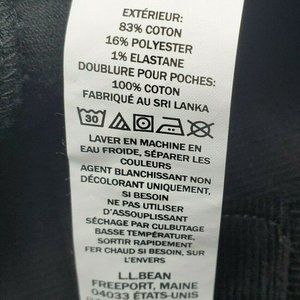 EXTÉRIEUR:
83% COTON
16% POLYESTER
1% ELASTANE
DOUBLURE POUR POCHES:
100% COTON
FABRIQUÉ AU SRI LANKA
30
LAVER EN MACHINE EN
EAU FROIDE, SÉPARER LES
COULEURS
AGENT BLANCHISSANT NON
DÉCOLORANT UNIQUEMENT,
SI BESOIN
NE PAS UTILISER
D'ASSOUPLISSANT
SÉCHAGE PAR CULBUTAGE
BASSE TEMPÉRATURE,
SORTIR RAPIDEMENT
FER CHAUD SI BESOIN, SUR
L'ENVERS
L.L.BEAN
FREEPORT, MAINE
04033 ÉTATS-UNIS